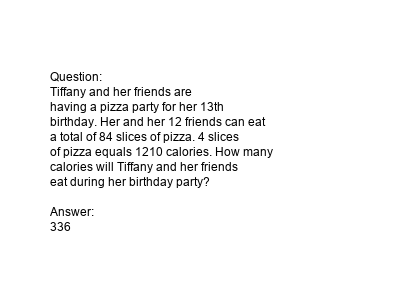 Question:
Tiffany and her friends are
having a pizza party for her 13th
birthday. Her and her 12 friends can eat
a total of 84 slices of pizza. 4 slices
of pizza equals 1210 calories. How many
calories will Tiffany and her friends
eat during her birthday party?

Answer:
336